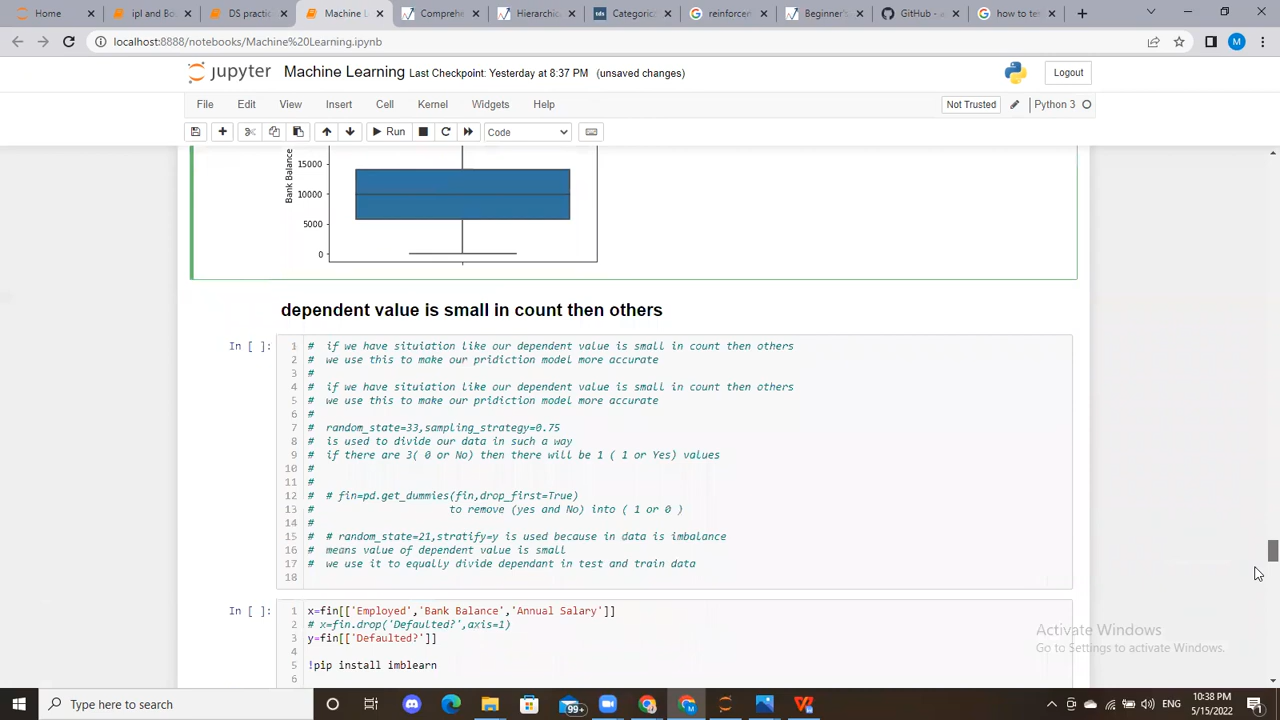 Home
ipl and Bo
DS practic
Machine L
Comprehe
Hierarchic
tds Categorica
reinforcem
Beginner's
GitHub - a
how to te
localhost:8888/notebooks/Machine%20Learning.ipynb
M
jupyter Machine Learning Last Checkpoint: Yesterday at 8:37 PM (unsaved changes)
Logout
File Edit View Insert Cell Kernel Widgets Help
Not Trusted Python 3
Run Code
Bank Balance
15000
10000
5000
0
dependent value is small in count then others
In [ ]:
1 # if we have situiation like our dependent value is small in count then others
2 # we use this to make our pridiction model more accurate
3 #
4 # if we have situiation like our dependent value is small in count then others
5 # we use this to make our pridiction model more accurate
6 #
7 # random_state=33,sampling_strategy=0.75
8 # is used to divide our data in such a way
9 # if there are 3( 0 or No) then there will be 1 ( 1 or Yes) values
10 #
11 #
12 # # fin=pd.get_dummies(fin,drop_first=True)
13 # to remove (yes and No) into ( 1 or 0 )
14 #
15 # # random_state=21,stratify=y is used because in data is imbalance
16 # means value of dependent value is small
17 # we use it to equally divide dependant in test and train data
18
In [ ]:
1 x=fin[['Employed','Bank Balance','Annual Salary']]
2 # x=fin.drop('Defaulted?',axis=1)
3 y=fin[['Defaulted?']]
4
5 !pip install imblearn
6
Activate Windows
Go to Settings to activate Windows.
Type here to search
99+
ENG
10:38 PM
5/15/2022
1